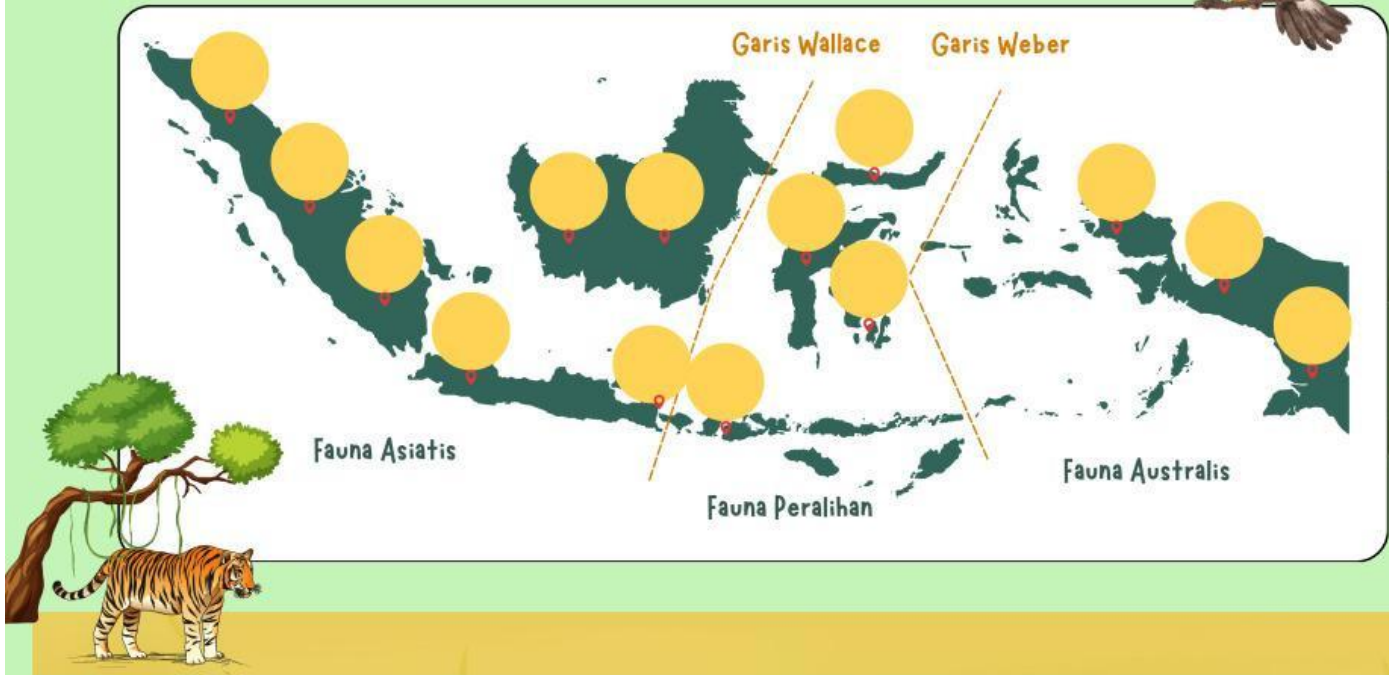 Garis Wallace
Garis Weber
Fauna Asiatis
Fauna Peralihan
Fauna Australis